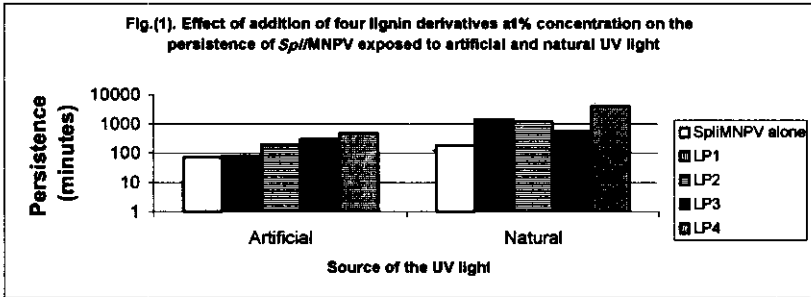 Fig.(1). Effect of addition of four lignin derivatives at1% concentration on the
persistence of Spli/MNPV exposed to artificial and natural UV light
Persistence
(minutes)
10000
1000
100
10
1
Artificial
Natural
Source of the UV light
SpliMNPV alone
LP1
LP2
LP3
LP4